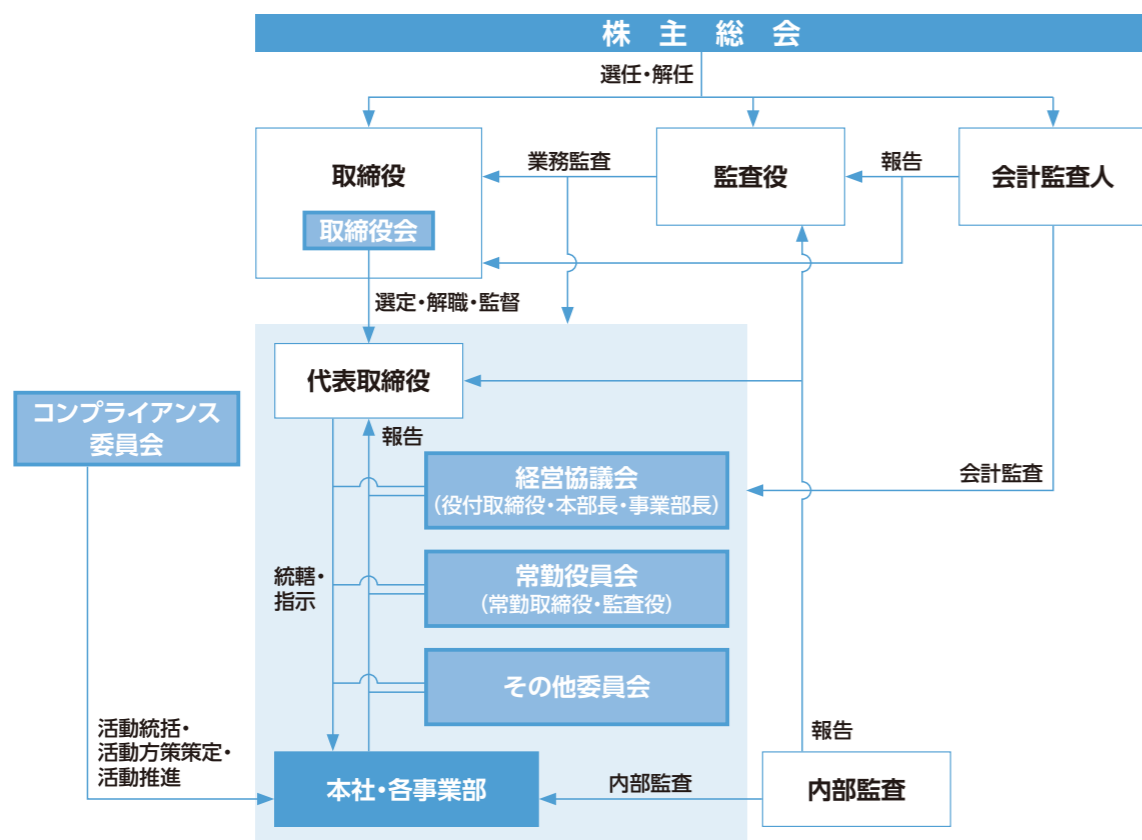 株主総会
選任・解任
取締役
業務監査
監査役
報告
会計監査人
取締役会
選定・解職・監督
代表取締役
コンプライアンス
委員会
報告
経営協議会
（役付取締役・本部長・事業部長）
会計監査
統轄・
指示
常勤役員会
（常勤取締役・監査役）
その他委員会
活動統括・
活動方策策定・
活動推進
報告
本社・各事業部
内部監査
内部監査